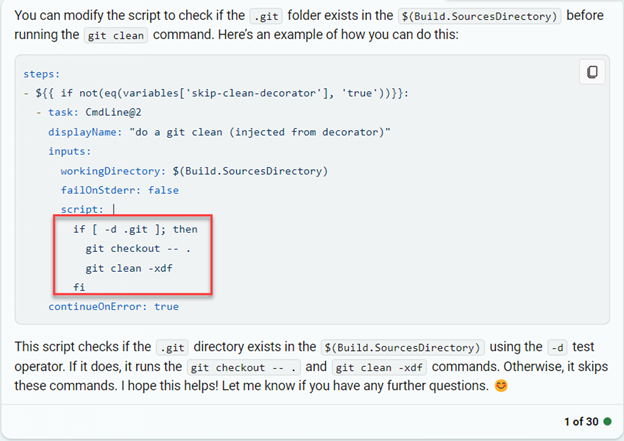 You can modify the script to check if the .git folder exists in the $(Build.SourcesDirectory) before
running the git clean command. Here's an example of how you can do this:
steps:
- ${{ if not(eq(variables['skip-clean-decorator'], 'true'))}}:
  - task: CmdLine@2
    displayName: "do a git clean (injected from decorator)"
    inputs:
      workingDirectory: $(Build.SourcesDirectory)
      failOnStderr: false
      script: |
        if [ -d .git ]; then
          git checkout -- .
          git clean -xdf
        fi
    continueOnError: true
This script checks if the .git directory exists in the $(Build.SourcesDirectory) using the -d test
operator. If it does, it runs the git checkout -- . and git clean -xdf commands. Otherwise, it skips
these commands. I hope this helps! Let me know if you have any further questions. 😊
1 of 30